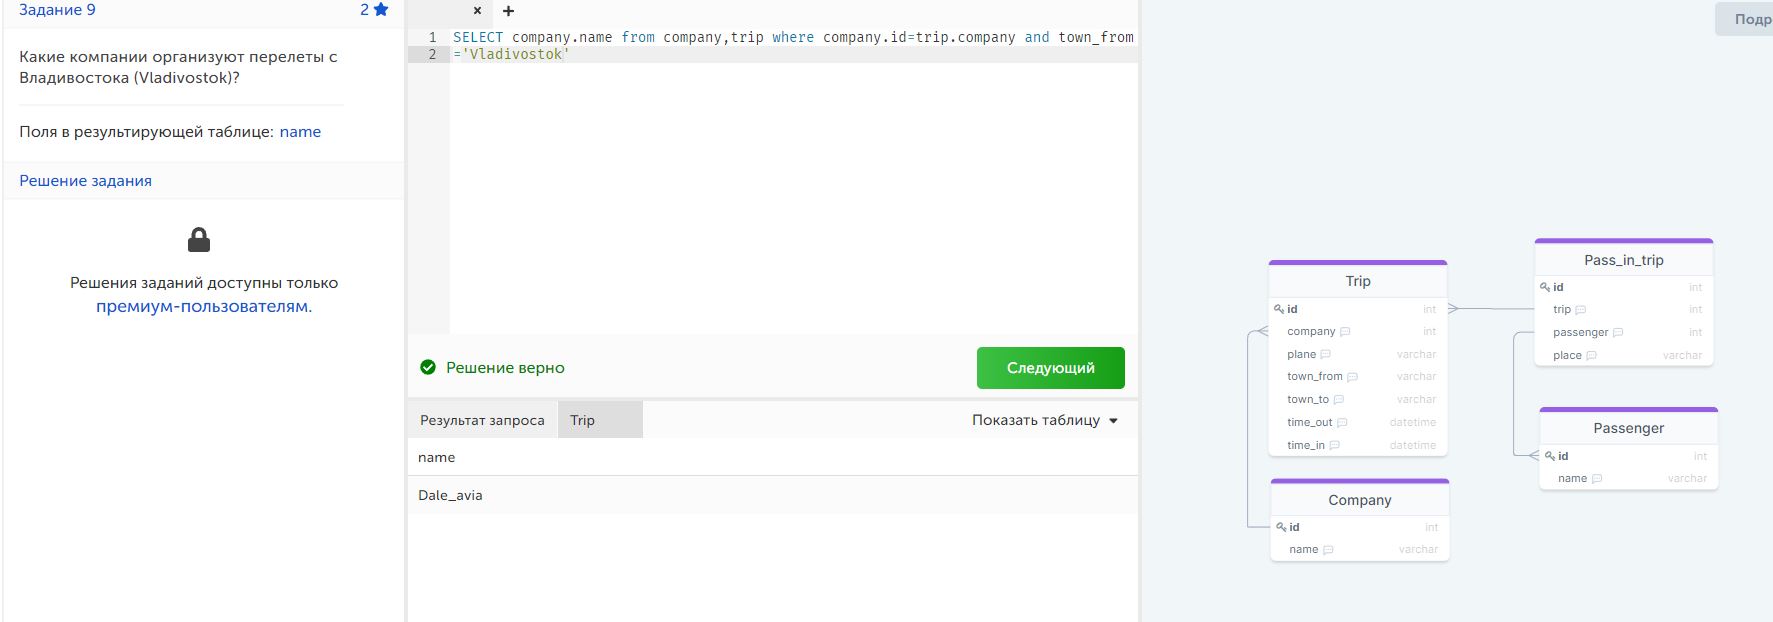 Задание 9
2
Какие компании организуют перелеты с
Владивостока (Vladivostok)?
Поля в результирующей таблице: name
Решение задания
Решения заданий доступны только
премиум-пользователям.
× +
1 SELECT company.name from company,trip where company.id=trip.company and town_from
2 ='Vladivostok'
Решение верно
Следующий
Результат запроса
Trip
Показать таблицу
name
Dale_avia
Подр
Trip
id int
company int
plane varchar
town_from varchar
town_to varchar
time_out datetime
time_in datetime
Company
id int
name varchar
Pass_in_trip
id int
trip int
passenger int
place varchar
Passenger
id int
name varchar